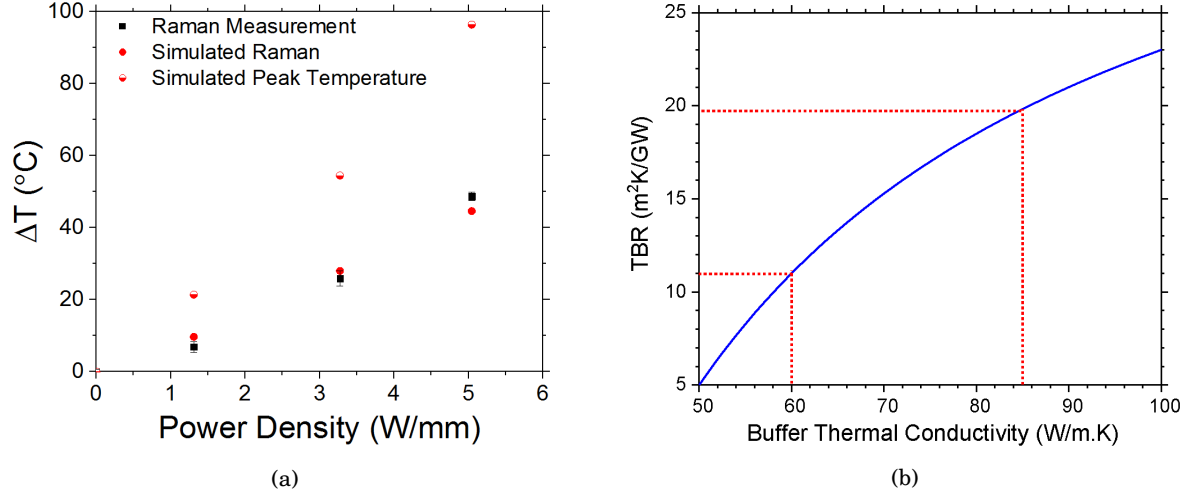 100
80
60
40
20
0
0 1 2 3 4 5 6
ΔT (°C)
Power Density (W/mm)
Raman Measurement
Simulated Raman
Simulated Peak Temperature
(a)
25
20
15
10
5
50 60 70 80 90 100
TBR (m²K/GW)
Buffer Thermal Conductivity (W/m.K)
(b)